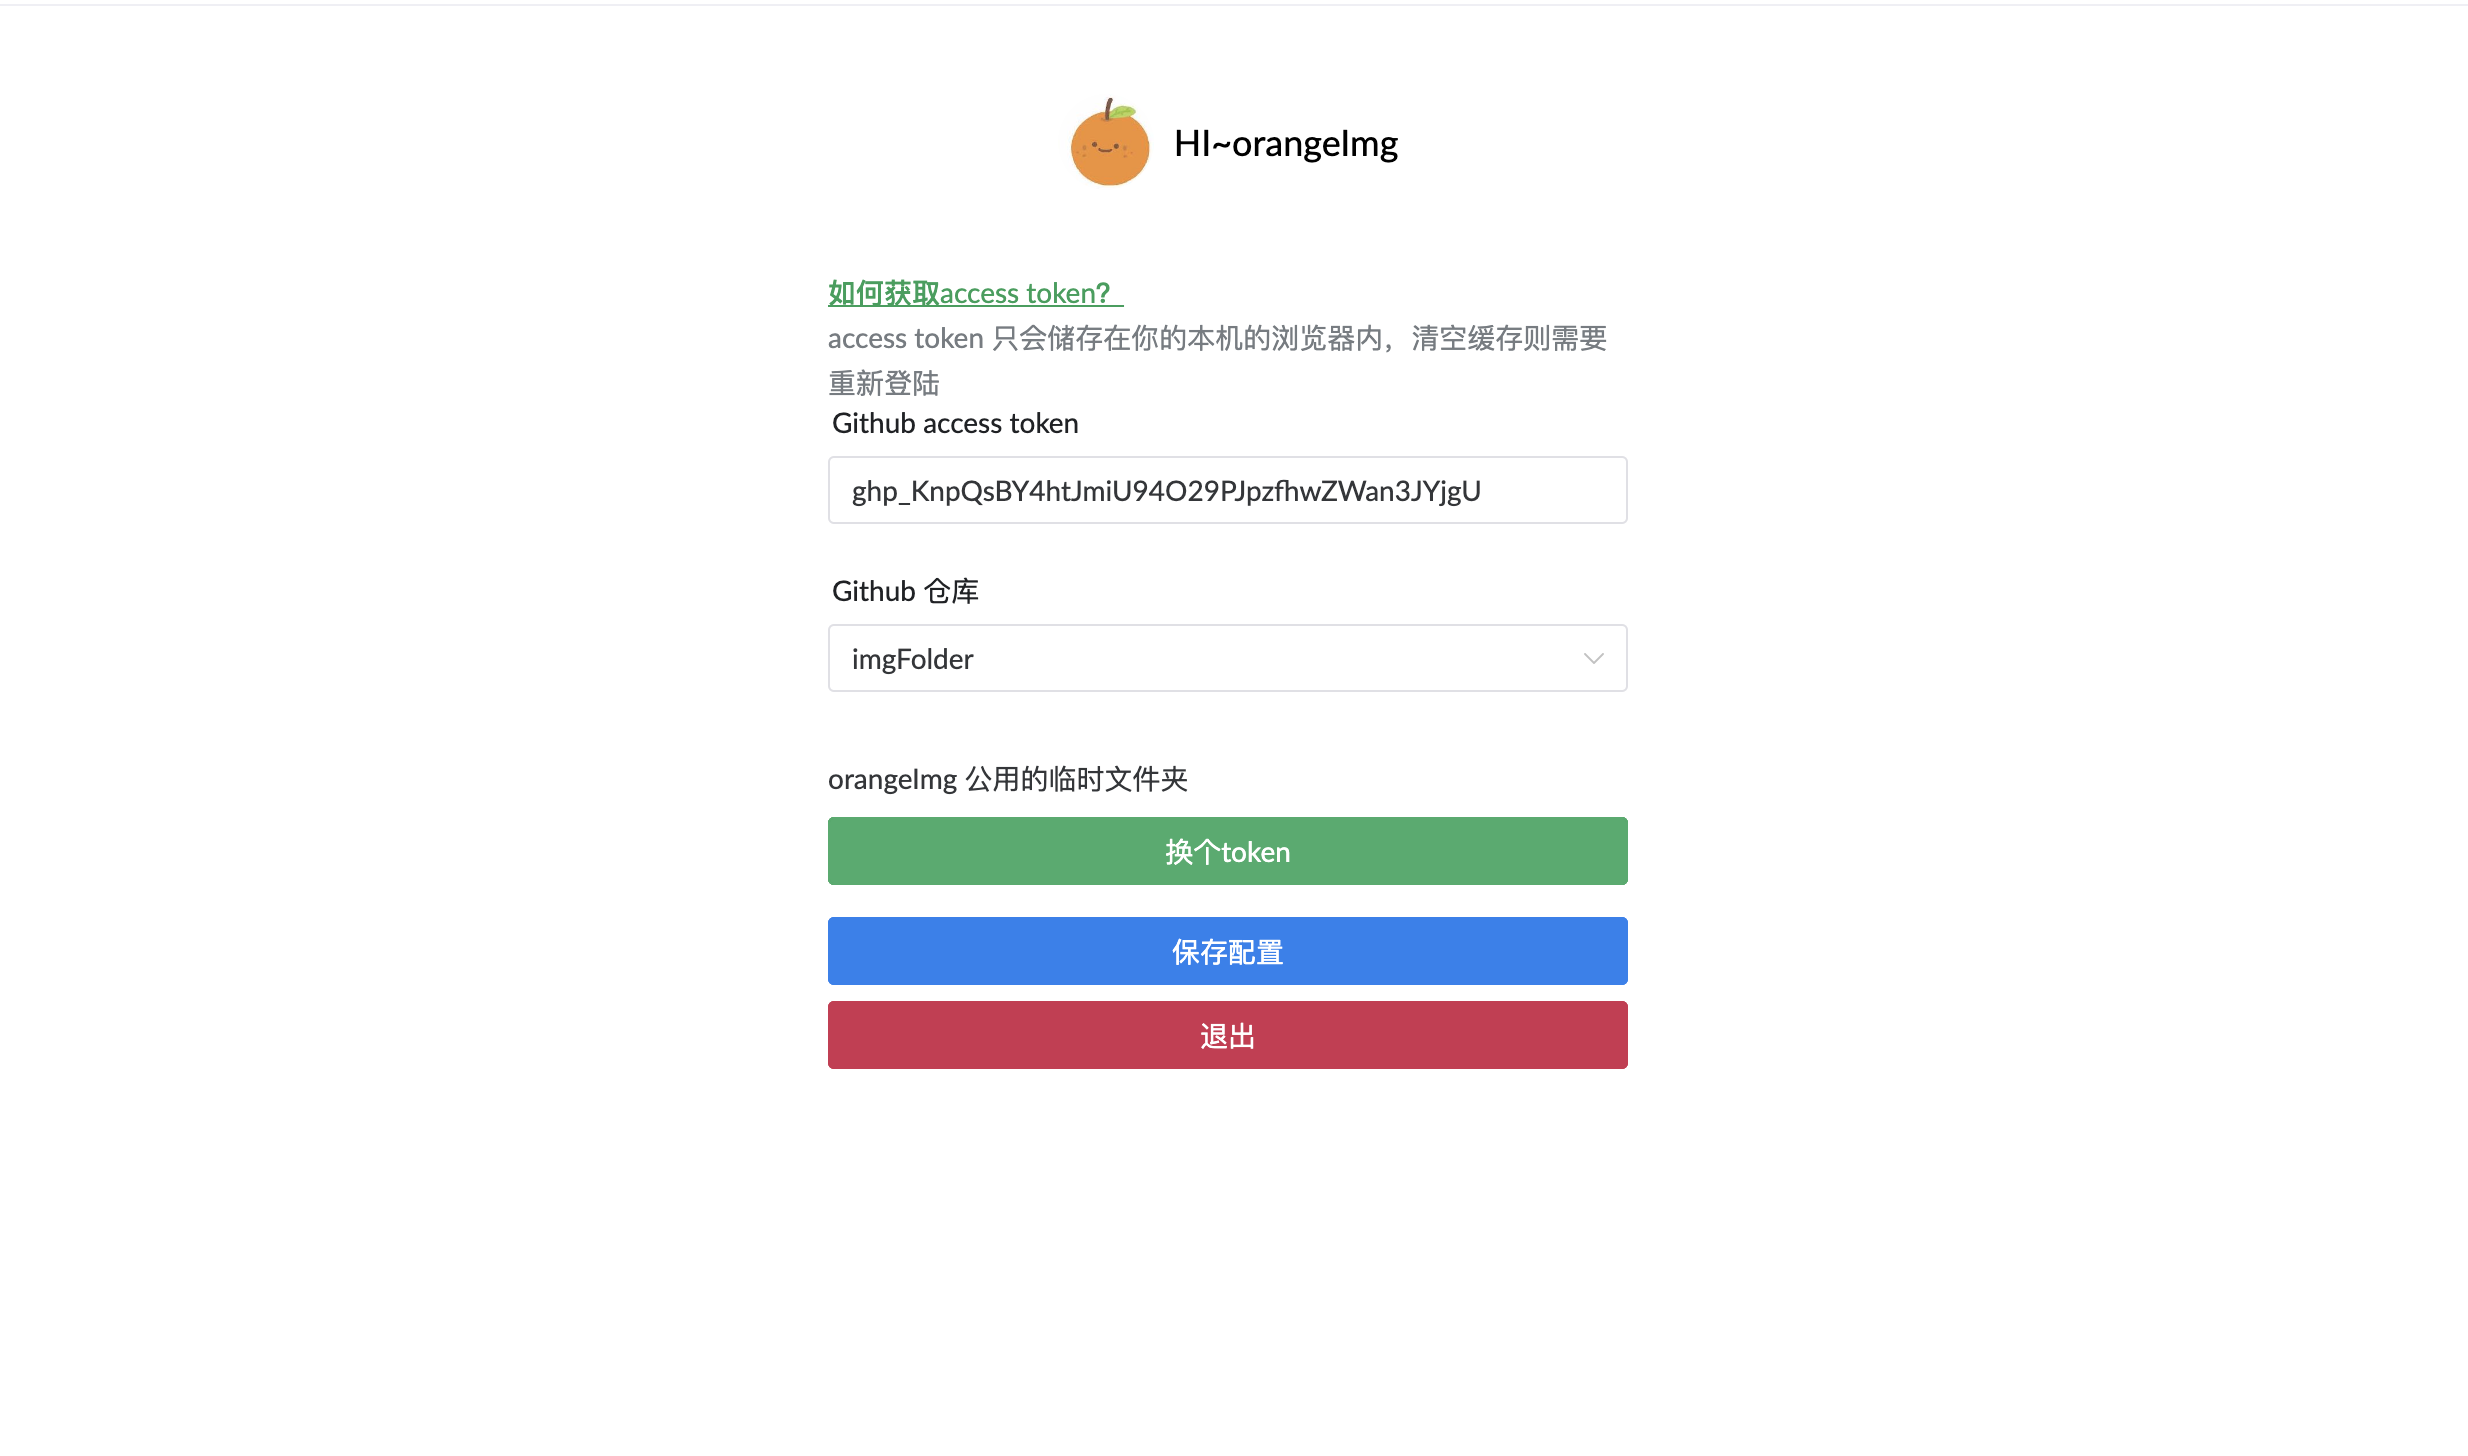 HI~orangeImg
如何获取access token？
access token 只会储存在你的本机的浏览器内，清空缓存则需要
重新登陆
Github access token
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
Github 仓库
imgFolder
orangeImg 公用的临时文件夹
换个token
保存配置
退出